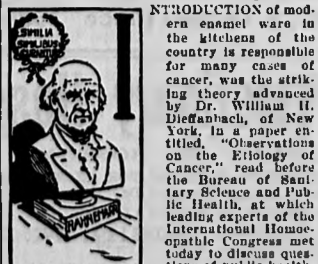 SIMILIA
SIMILIBUS
CURANTUR
HAHNEMANN
INTRODUCTION of mod-
ern enamel ware in
the kitchens of the
country is responsible
for many cases of
cancer, was the strik-
ing theory advanced
by Dr. William H.
Dieffenbach, of New
York, in a paper en-
titled, "Observations
on the Etiology of
Cancer," read before
the Bureau of Sani-
tary Science and Pub-
lic Health, at which
leading experts of the
International Homoe-
opathic Congress met
today to discuss ques-